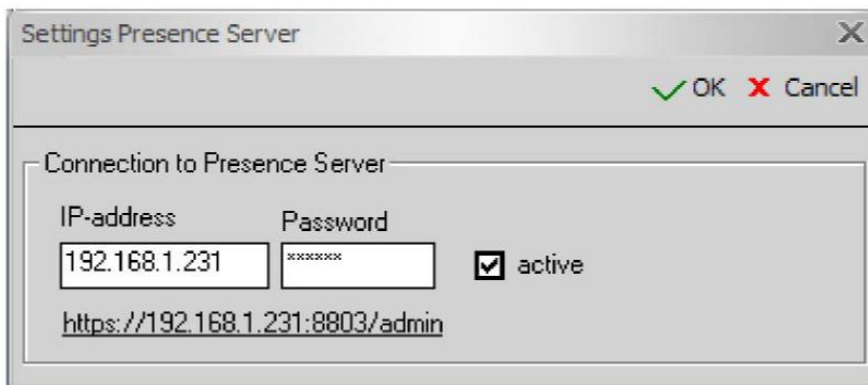 Settings Presence Server
OK Cancel
Connection to Presence Server
IP-address Password
192.168.1.231 ****** active
https://192.168.1.231:8803/admin